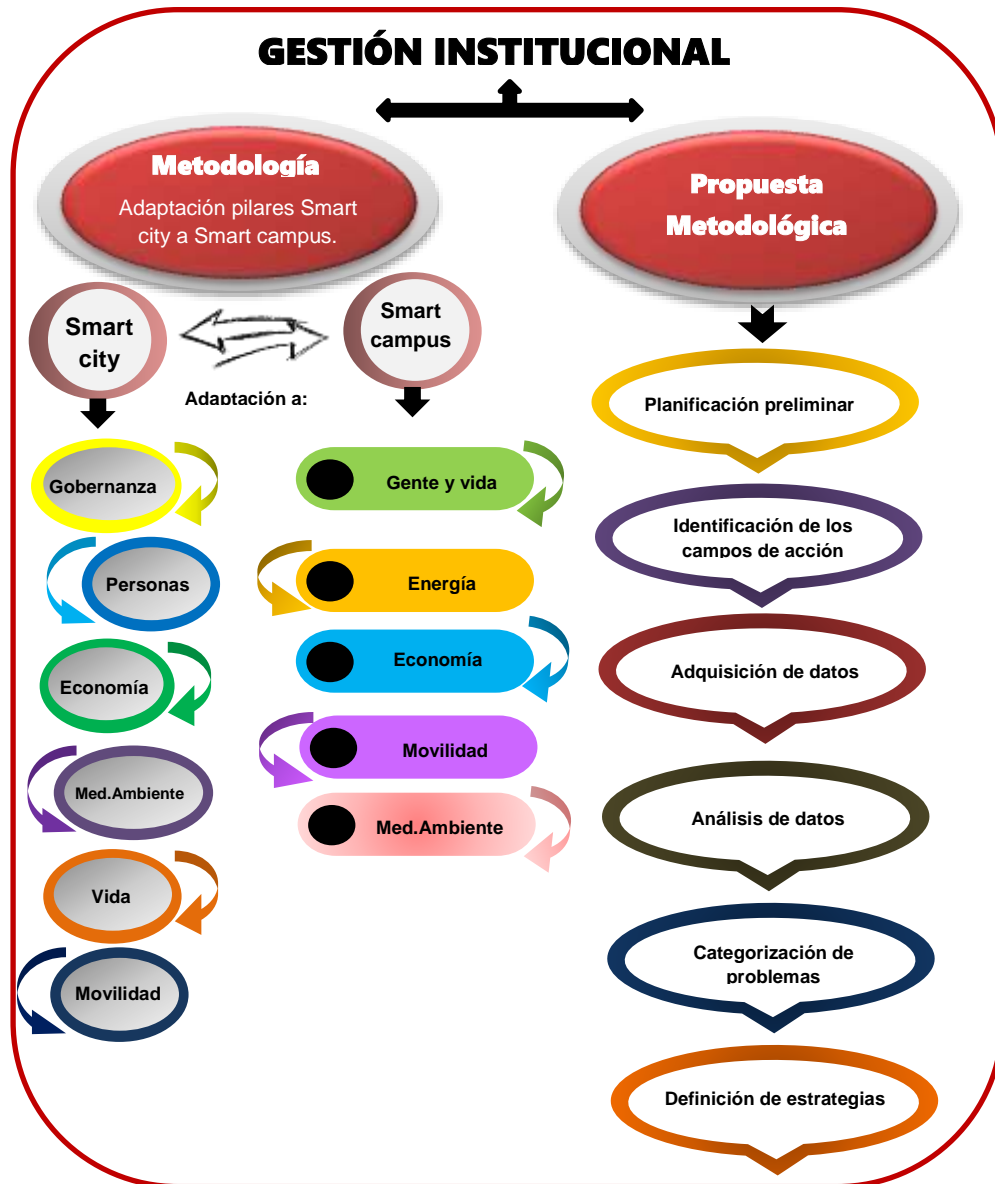 GESTIÓN INSTITUCIONAL
Metodología
Adaptación pilares Smart
city a Smart campus.
Smart
city
Smart
campus
Adaptación a:
Gobernanza
Personas
Economía
Med.Ambiente
Vida
Movilidad
Gente y vida
Energía
Economía
Movilidad
Med.Ambiente
Propuesta
Metodológica
Planificación preliminar
Identificación de los
campos de acción
Adquisición de datos
Análisis de datos
Categorización de
problemas
Definición de estrategias